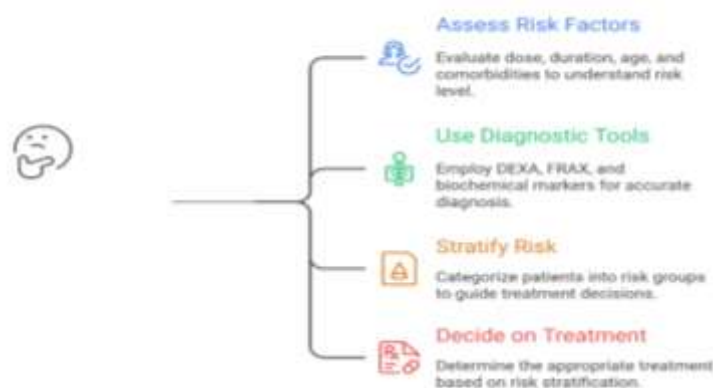 Assess Risk Factors
Evaluate dose, duration, age, and
comorbidities to understand risk
level.
Use Diagnostic Tools
Employ DEXA, FRAX, and
biochemical markers for accurate
diagnosis.
Stratify Risk
Categorize patients into risk groups
to guide treatment decisions.
Decide on Treatment
Determine the appropriate treatment
based on risk stratification.